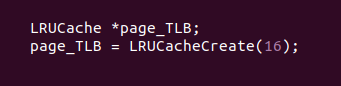 LRUCache *page_TLB;
page_TLB = LRUCacheCreate(16);